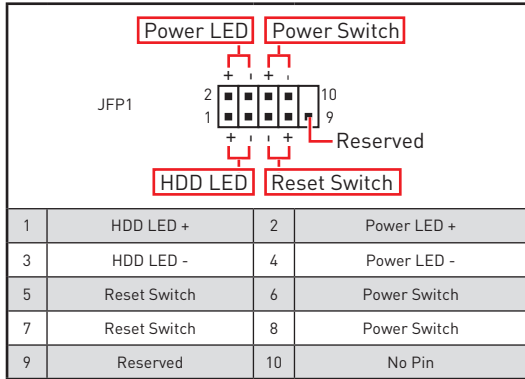 Power LED Power Switch
+ - + -
JFP1
2 10
1 9
+ - - +
Reserved
HDD LED Reset Switch
1 HDD LED + 2 Power LED +
3 HDD LED - 4 Power LED -
5 Reset Switch 6 Power Switch
7 Reset Switch 8 Power Switch
9 Reserved 10 No Pin